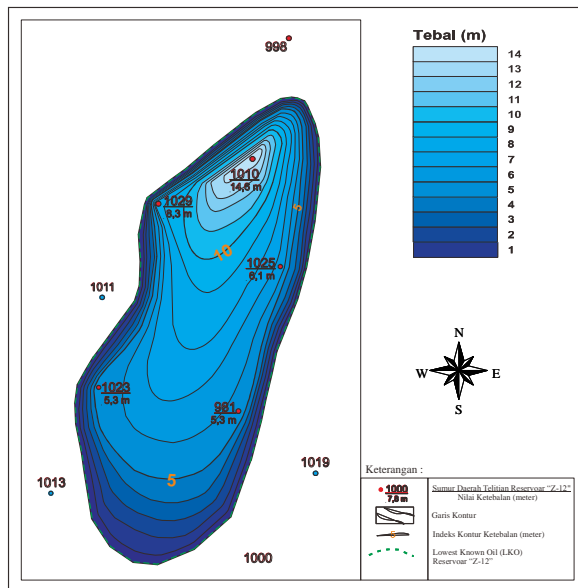 998
1010
14,6 m
1029
8,3 m
5
10
1025
6,1 m
1011
1023
5,3 m
981
5,3 m
5
1013
1019
1000
Tebal (m)
14
13
12
11
10
9
8
7
6
5
4
3
2
1
N
W
E
S
Keterangan :
1000
7,8 m
Sumur Daerah Telitian Reservoar "Z-12"
Nilai Ketebalan (meter)
Garis Kontur
5
Indeks Kontur Ketebalan (meter)
Lowest Known Oil (LKO)
Reservoar "Z-12"